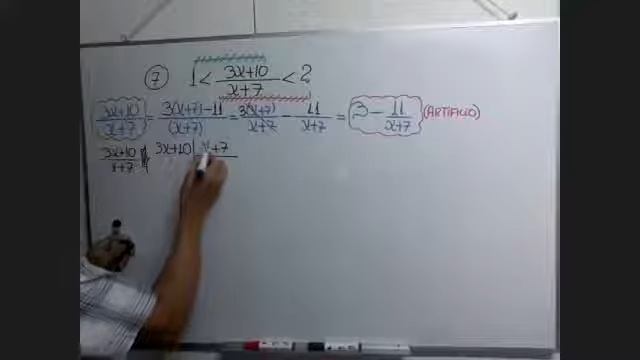 7 1 < (3x+10)/(x+7) < 2
(3x+10)/(x+7) = (3(x+7)-11)/(x+7) = 3(x+7)/(x+7) - 11/(x+7) = 3 - 11/(x+7) (ARTIFICIO)
(3x+10)/(x+7) 3x+10 | x+7